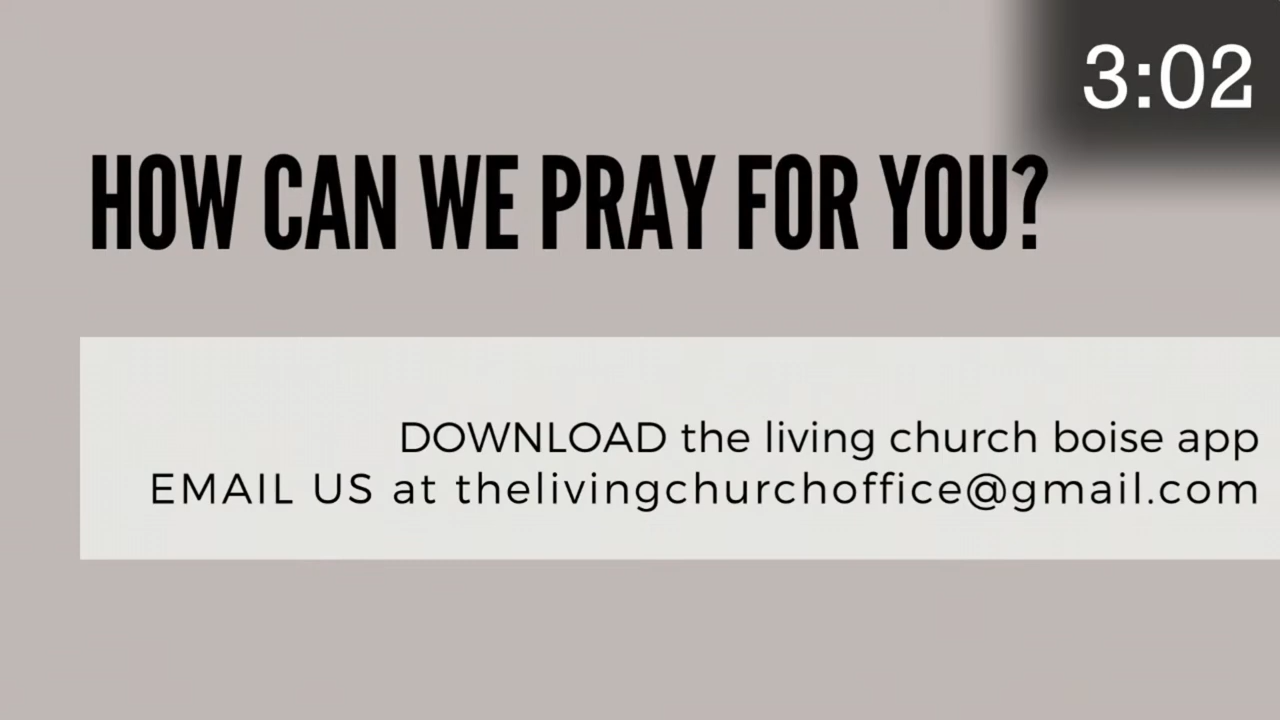 3:02
HOW CAN WE PRAY FOR YOU?
DOWNLOAD the living church boise app
EMAIL US at thelivingchurchoffice@gmail.com